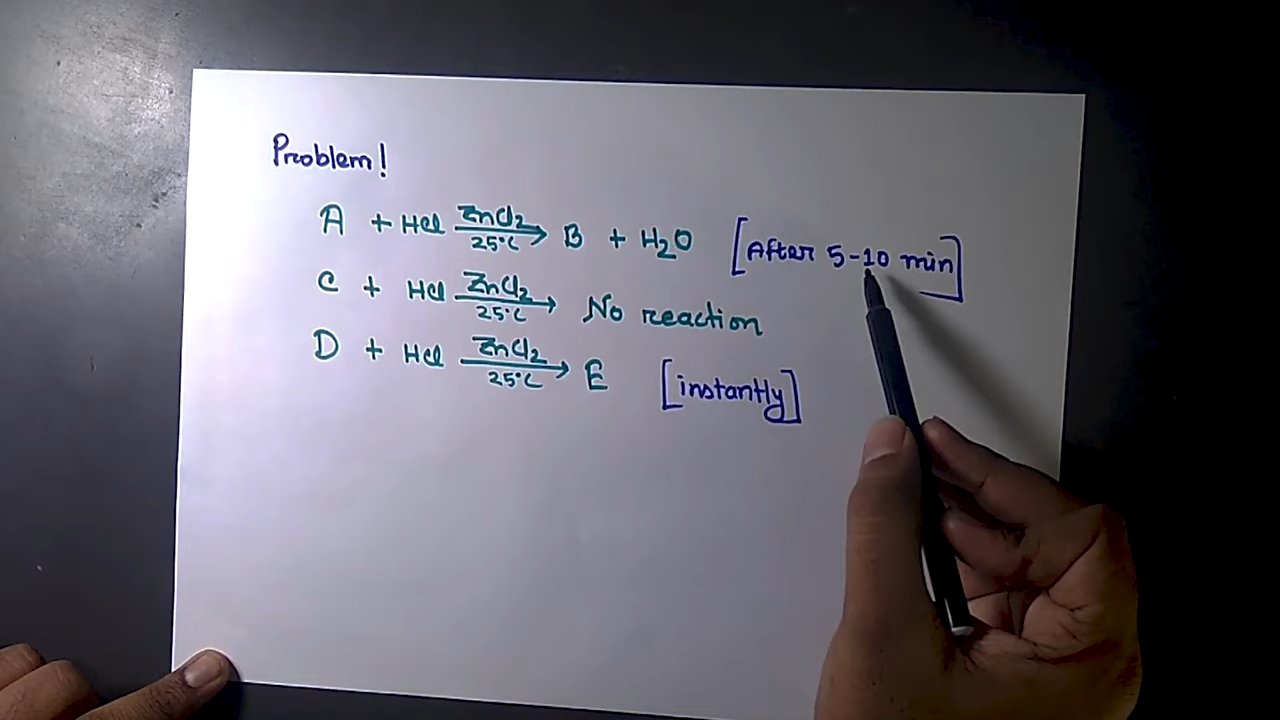 Problem!
A + HCl ZnCl2 25°C → B + H2O [After 5-10 min]
C + HCl ZnCl2 25°C → No reaction
D + HCl ZnCl2 25°C → E [instantly]